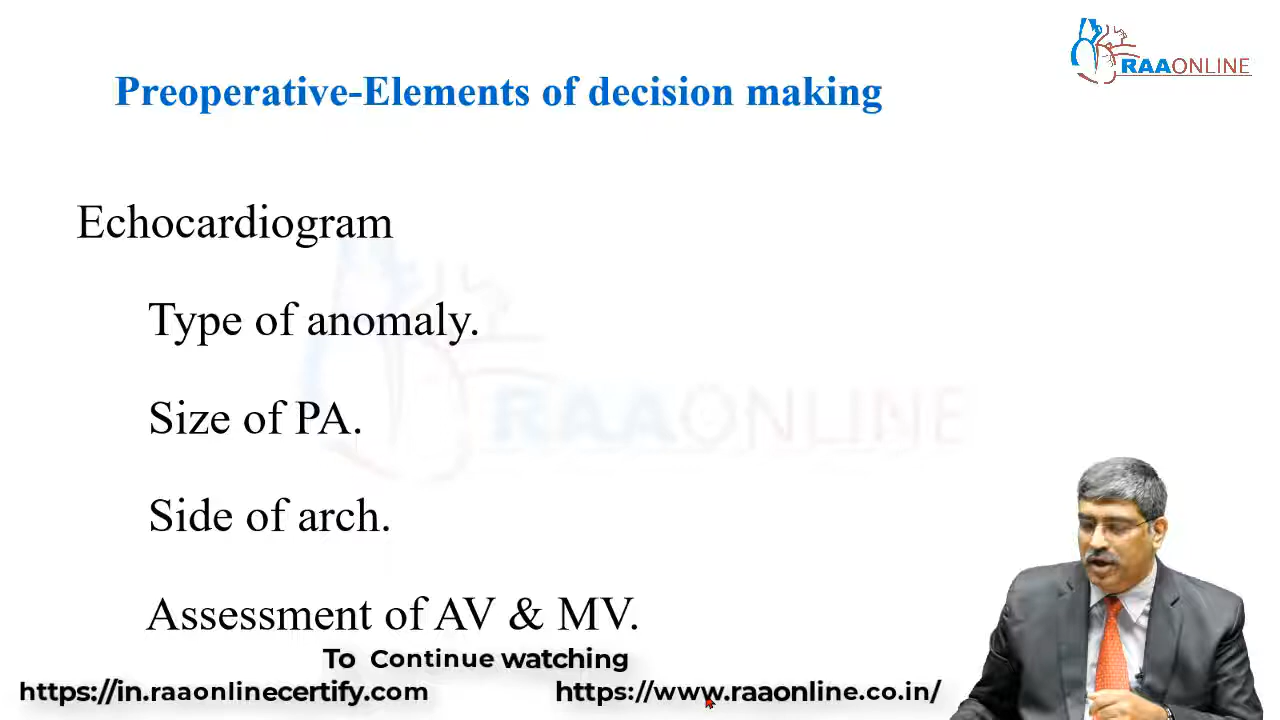 RAAONLINE
Preoperative-Elements of decision making
Echocardiogram
Type of anomaly.
RAAONLINE
Size of PA.
Side of arch.
Assessment of AV & MV.
To Continue watching
https://in.raaonlinecertify.com https://www.raaonline.co.in/